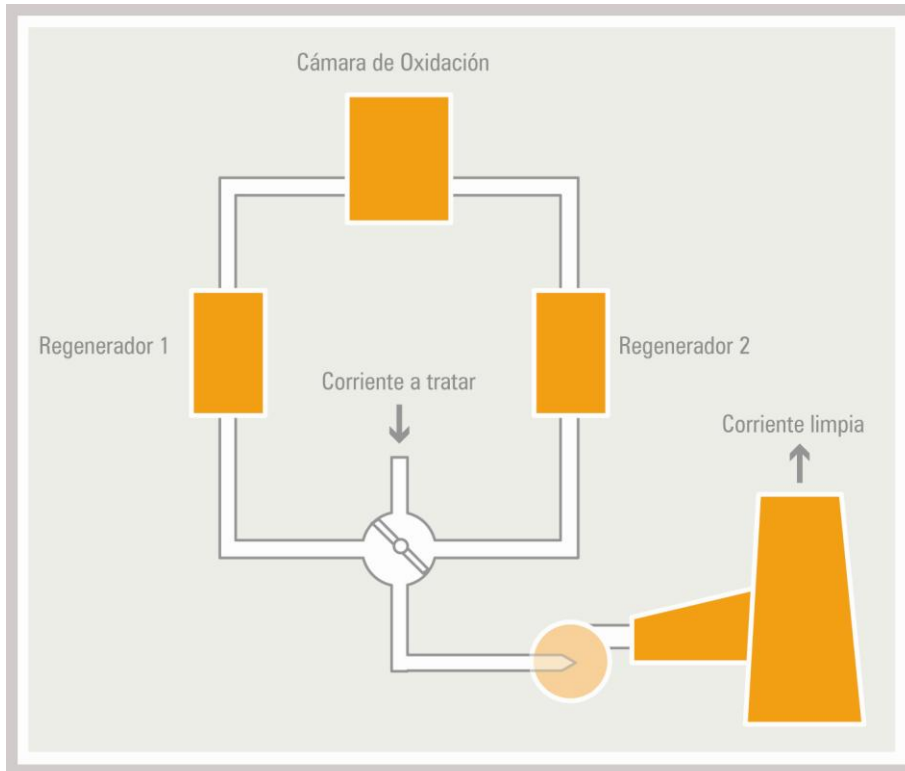 Cámara de Oxidación
Regenerador 1
Regenerador 2
Corriente a tratar
Corriente limpia